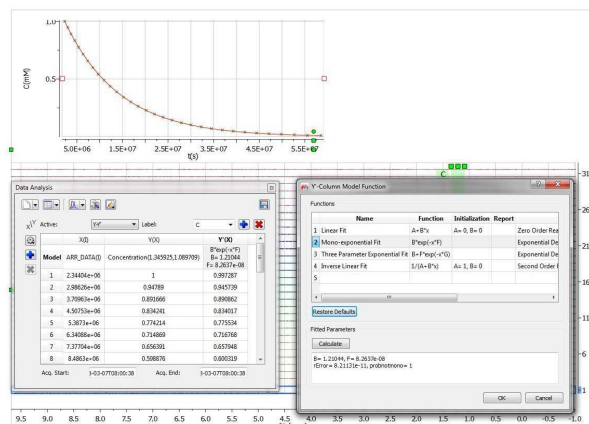 1.0
C(mM)
0.5
5.0E+06 1.5E+07 2.5E+07 3.5E+07 4.5E+07 5.5E+07
t(s)
C
31
26
21
16
11
6
1
Data Analysis
Active: Y-Y' Label: C
X(I) Y(X) Y'(X)
Model ARR_DATA(I) Concentration(1.345925,1.089709) B*exp(-x*F)
B= 1.21044
F= 8.2637e-08
1 2.34404e+06 1 0.997287
2 2.98626e+06 0.94789 0.945739
3 3.70963e+06 0.891666 0.890862
4 4.50753e+06 0.834241 0.834017
5 5.3873e+06 0.774214 0.775534
6 6.34088e+06 0.714869 0.716768
7 7.37704e+06 0.656391 0.657948
8 8.4863e+06 0.598876 0.600319
Acq. Start: 3-03-07T08:00:38 Acq. End: 3-03-07T08:00:38
Y'-Column Model Function
Functions
Name Function Initialization Report
1 Linear Fit A+B*x A= 0, B= 0 Zero Order Rea
2 Mono-exponential Fit B*exp(-x*F) Exponential De
3 Three Parameter Exponential Fit B+F*exp(-x*G) Exponential De
4 Inverse Linear Fit 1/(A+B*x) A= 1, B= 0 Second Order
5
Restore Defaults
Fitted Parameters
Calculate
B= 1.21044, F= 8.2637e-08
rError= 8.21131e-11, probnotmono= 1
OK Cancel
9.5 9.0 8.5 8.0 7.5 7.0 6.5 6.0 5.5 5.0 4.5 4.0 3.5 3.0 2.5 2.0 1.5 1.0 0.5 0.0 -0.5 -1.0